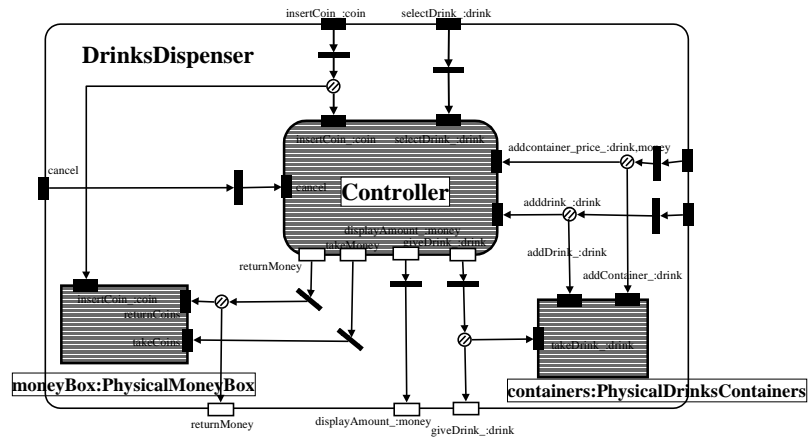 insertCoin_:coin
selectDrink_:drink
DrinksDispenser
insertCoin_:coin
selectDrink_:drink
addcontainer_price_:drink,money
cancel
cancel
Controller
adddrink_:drink
displayAmount_:money
takeMoney
giveDrink_:drink
returnMoney
addDrink_:drink
addContainer_:drink
insertCoin_:coin
returnCoins
takeCoins
takeDrink_:drink
moneyBox:PhysicalMoneyBox
containers:PhysicalDrinksContainers
returnMoney
displayAmount_:money
giveDrink_:drink